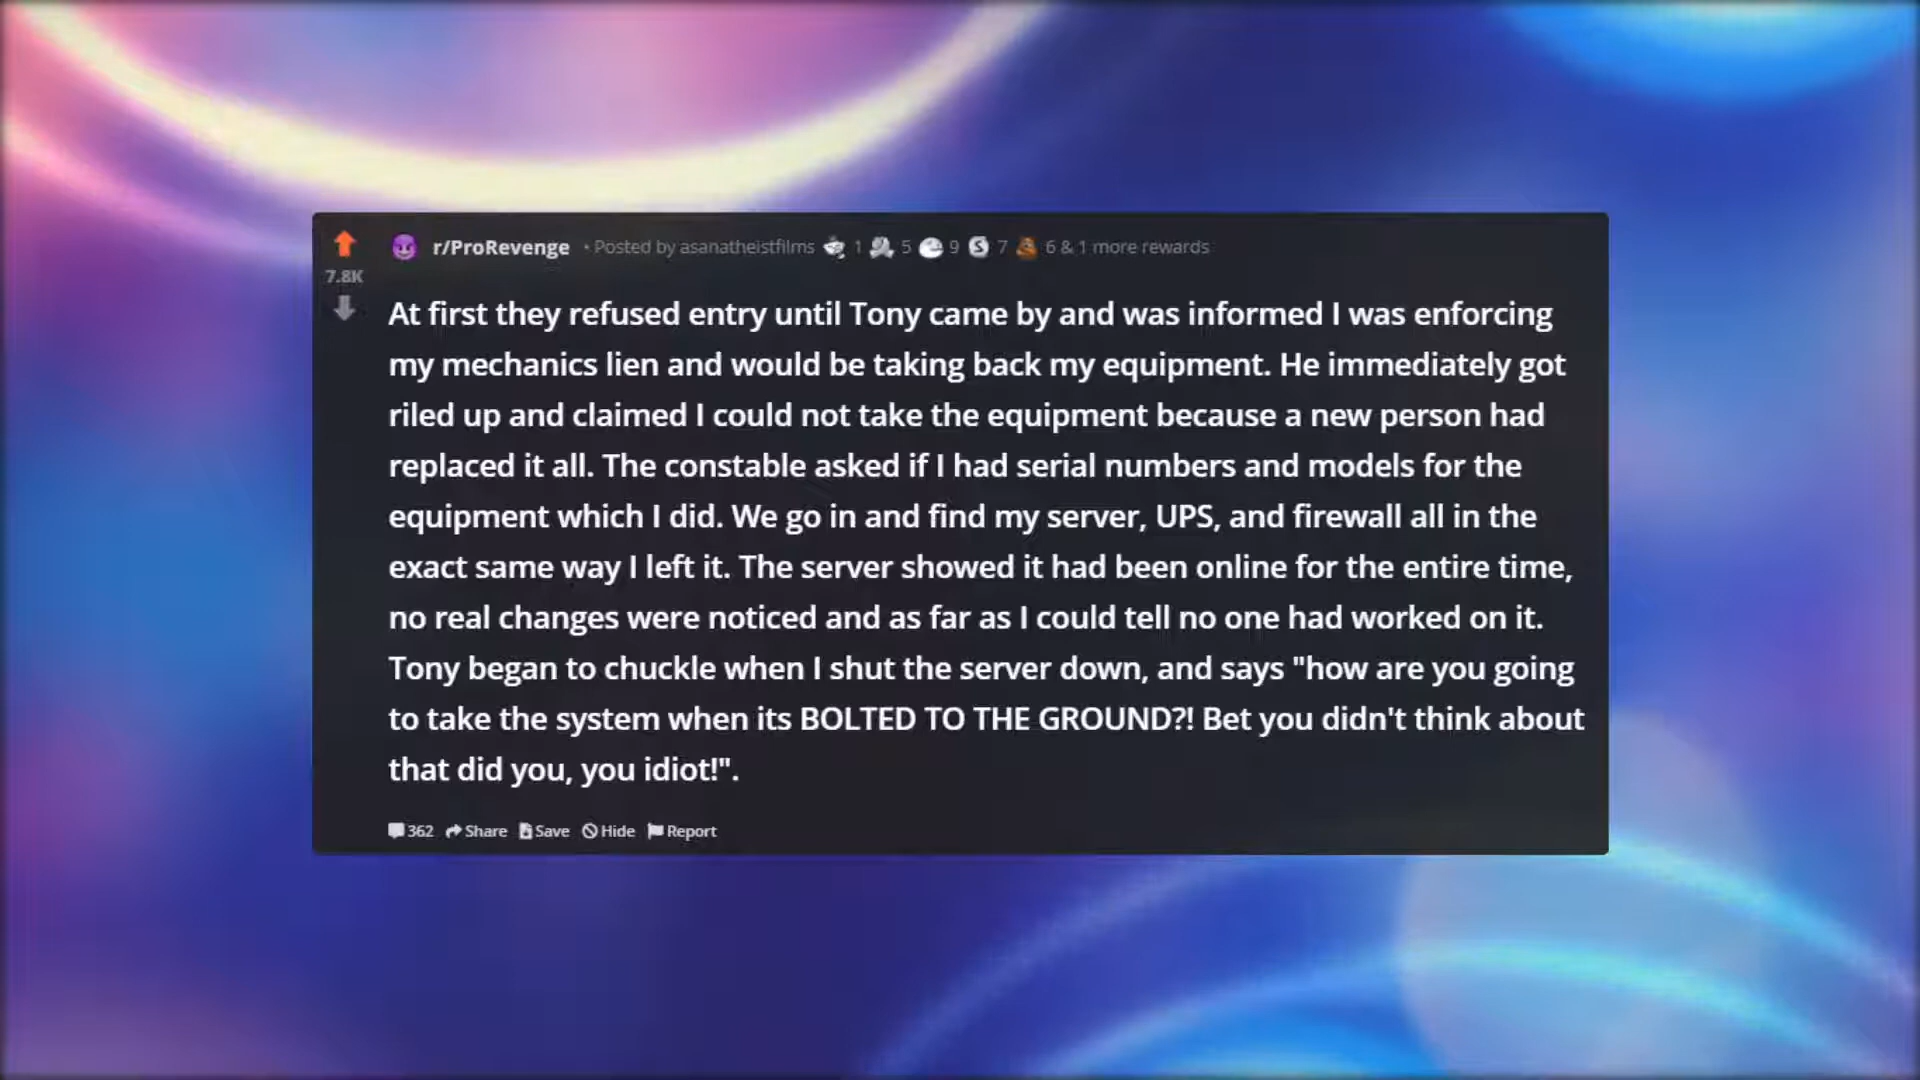 r/ProRevenge • Posted by asanatheistfilms 1 5 9 7 6 & 1 more rewards
7.8K
At first they refused entry until Tony came by and was informed I was enforcing
my mechanics lien and would be taking back my equipment. He immediately got
riled up and claimed I could not take the equipment because a new person had
replaced it all. The constable asked if I had serial numbers and models for the
equipment which I did. We go in and find my server, UPS, and firewall all in the
exact same way I left it. The server showed it had been online for the entire time,
no real changes were noticed and as far as I could tell no one had worked on it.
Tony began to chuckle when I shut the server down, and says "how are you going
to take the system when its BOLTED TO THE GROUND?! Bet you didn't think about
that did you, you idiot!".
362 Share Save Hide Report